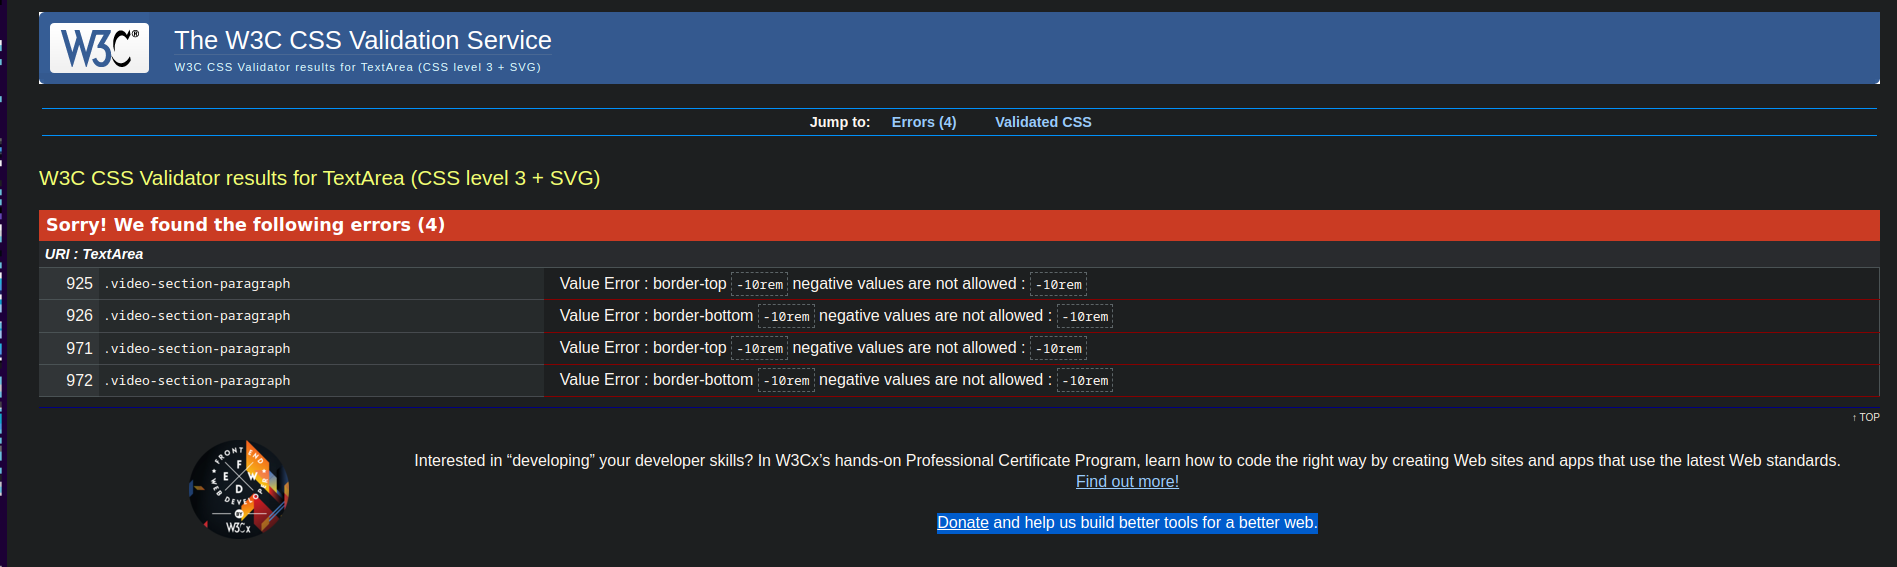 W3C®
The W3C CSS Validation Service
W3C CSS Validator results for TextArea (CSS level 3 + SVG)
Jump to: Errors (4) Validated CSS
W3C CSS Validator results for TextArea (CSS level 3 + SVG)
Sorry! We found the following errors (4)
URI : TextArea
925 .video-section-paragraph Value Error : border-top -10rem negative values are not allowed : -10rem
926 .video-section-paragraph Value Error : border-bottom -10rem negative values are not allowed : -10rem
971 .video-section-paragraph Value Error : border-top -10rem negative values are not allowed : -10rem
972 .video-section-paragraph Value Error : border-bottom -10rem negative values are not allowed : -10rem
↑ TOP
FRONT END
F
E W
D
WEB DEVELOPER
BY
W3Cx
Interested in “developing” your developer skills? In W3Cx’s hands-on Professional Certificate Program, learn how to code the right way by creating Web sites and apps that use the latest Web standards.
Find out more!
Donate and help us build better tools for a better web.